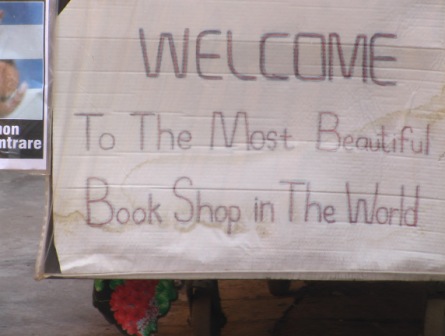 WELCOME
To The Most Beautiful
Book Shop in The World
non
ntrare